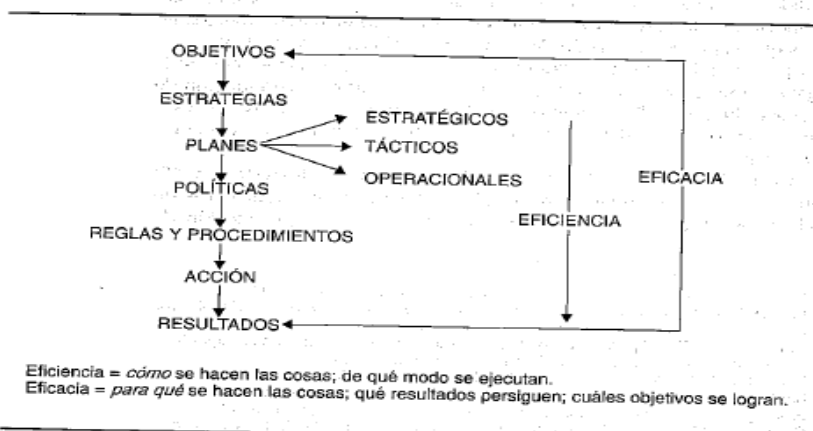 OBJETIVOS
ESTRATEGIAS
ESTRATÉGICOS
PLANES
TÁCTICOS
OPERACIONALES
POLÍTICAS
EFICACIA
EFICIENCIA
REGLAS Y PROCEDIMIENTOS
ACCIÓN
RESULTADOS
Eficiencia = cómo se hacen las cosas; de qué modo se ejecutan.
Eficacia = para qué se hacen las cosas; qué resultados persiguen; cuáles objetivos se logran.